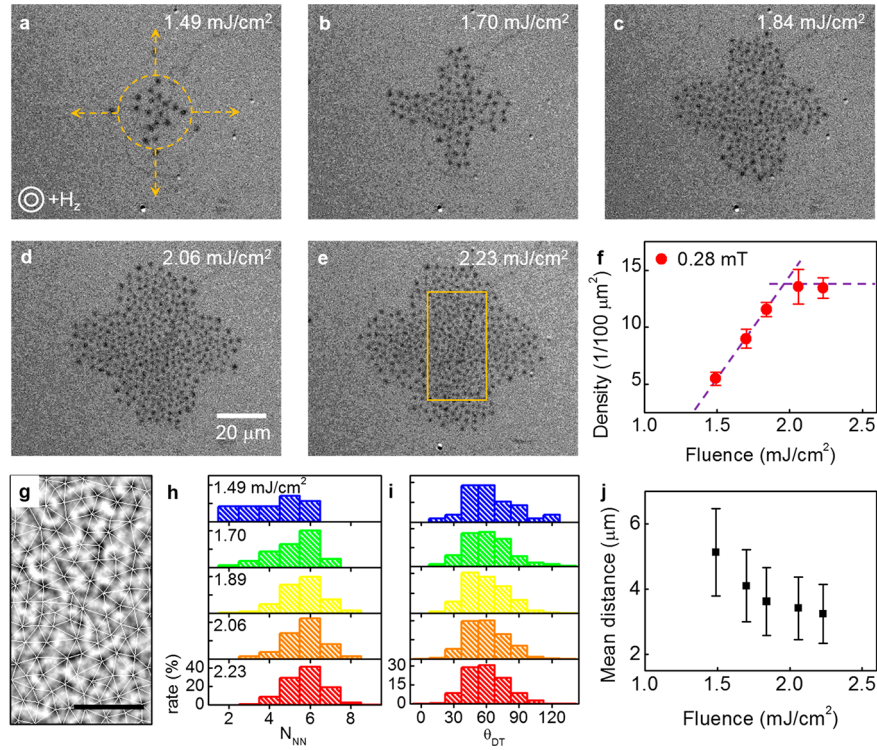 a 1.49 mJ/cm²
+Hz
b 1.70 mJ/cm²
c 1.84 mJ/cm²
d 2.06 mJ/cm²
20 μm
e 2.23 mJ/cm²
f
0.28 mT
15
10
5
Density (1/100 μm²)
1.0 1.5 2.0 2.5
Fluence (mJ/cm²)
g
h
1.49 mJ/cm²
1.70
1.89
2.06
2.23
40
20
0
rate (%)
2 4 6 8
N_NN
i
30
15
0
0 30 60 90 120
θ_DT
j
6
4
2
Mean distance (μm)
1.0 1.5 2.0 2.5
Fluence (mJ/cm²)